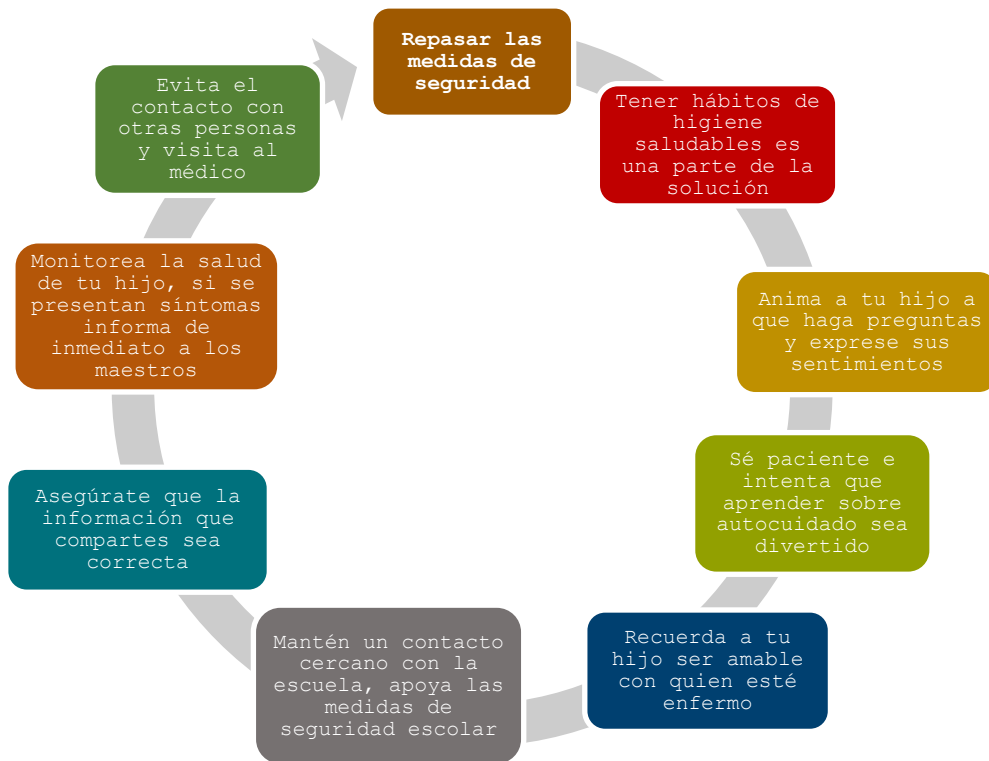 Repasar las
medidas de
seguridad
Tener hábitos de
higiene
saludables es
una parte de la
solución
Anima a tu hijo a
que haga preguntas
y exprese sus
sentimientos
Sé paciente e
intenta que
aprender sobre
autocuidado sea
divertido
Recuerda a tu
hijo ser amable
con quien esté
enfermo
Mantén un contacto
cercano con la
escuela, apoya las
medidas de
seguridad escolar
Asegúrate que la
información que
compartes sea
correcta
Monitorea la salud
de tu hijo, si se
presentan síntomas
informa de
inmediato a los
maestros
Evita el
contacto con
otras personas
y visita al
médico